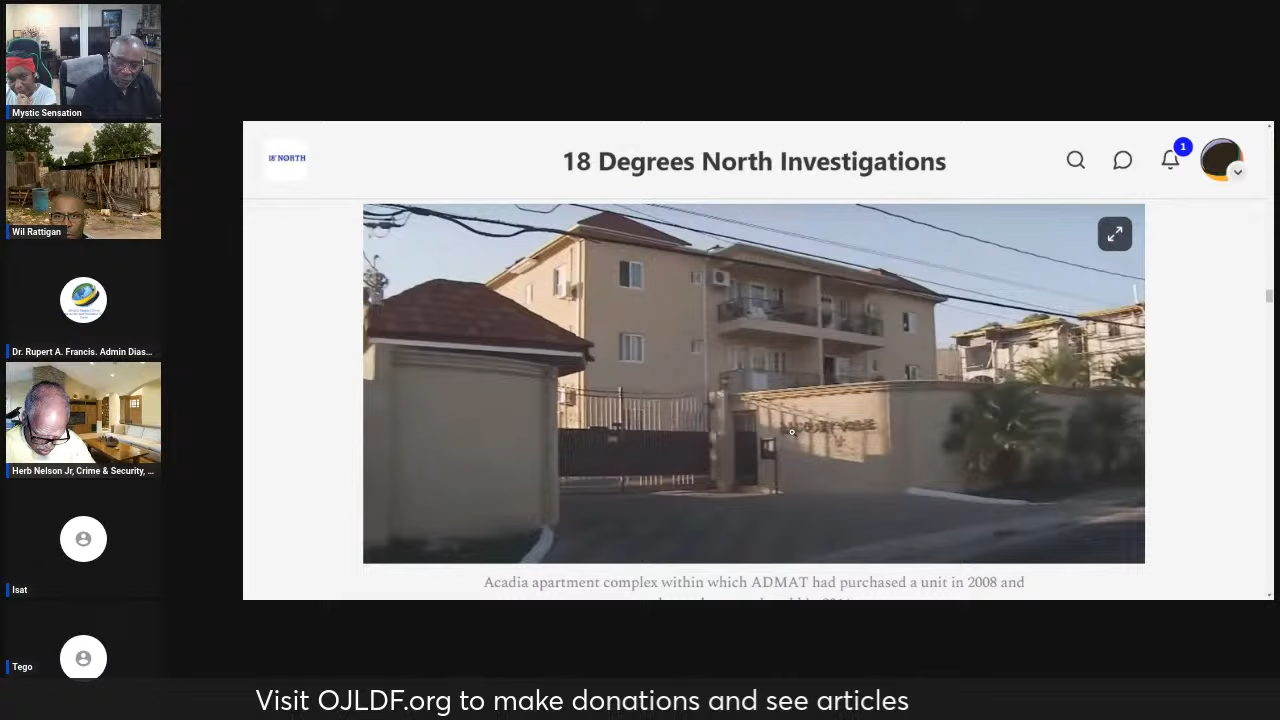 Mystic Sensation
Wil Rattigan
Dr. Rupert A. Francis. Admin Dias...
Herb Nelson Jr, Crime & Security, ...
Isat
Tego
18° NORTH
18 Degrees North Investigations
1
Acadia apartment complex within which ADMAT had purchased a unit in 2008 and
Visit OJLDF.org to make donations and see articles